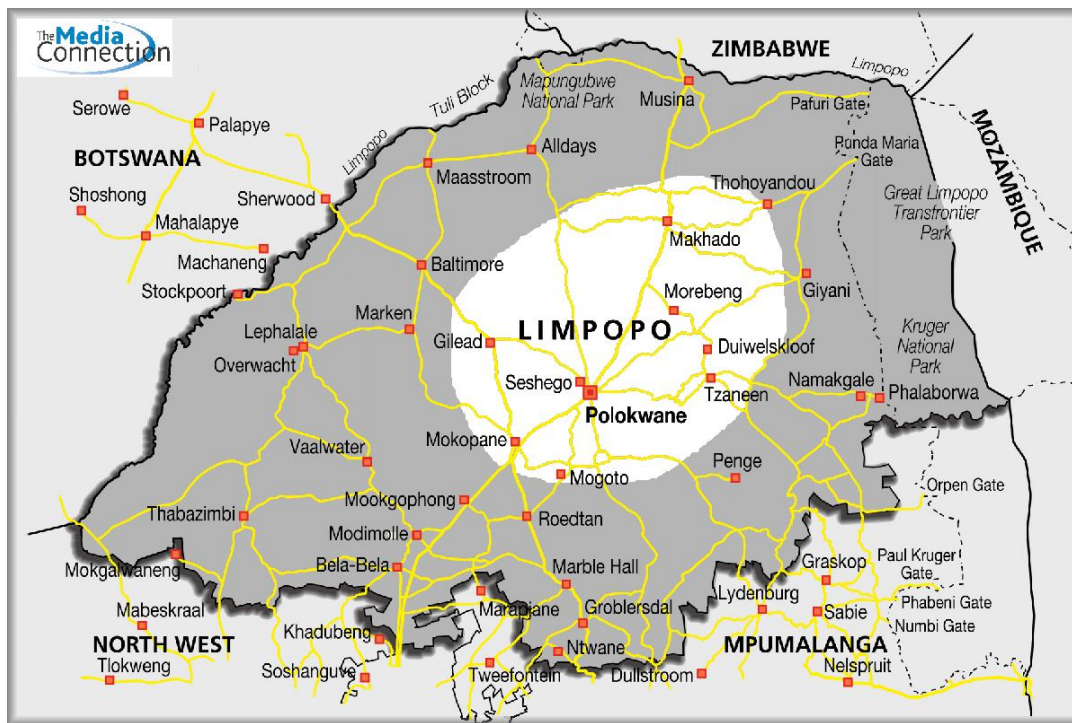 The Media
Connection
ZIMBABWE
Limpopo
Mapungubwe
National Park
Musina
Tuli Block
Pafuri Gate
Serowe
Palapye
BOTSWANA
Limpopo
Alldays
Maasstroom
Punda Maria
Gate
MOZAMBIQUE
Shoshong
Sherwood
Thohoyandou
Great Limpopo
Transfrontier
Park
Mahalapye
Makhado
Machaneng
Baltimore
Giyani
Stockpoort
Morebeng
Marken
LIMPOPO
Lephalale
Overwacht
Gilead
Duiwelskloof
Kruger
National
Park
Seshego
Tzaneen
Namakgale
Phalaborwa
Polokwane
Mokopane
Vaalwater
Mogoto
Penge
Orpen Gate
Mookgophong
Thabazimbi
Roedtan
Modimolle
Mokgalwaneng
Bela-Bela
Marble Hall
Graskop
Paul Kruger
Gate
Mabeskraal
Marapjane
Groblersdal
Lydenburg
Sabie
Phabeni Gate
Numbi Gate
NORTH WEST
Khadubeng
MPUMALANGA
Ntwane
Tlokweng
Soshanguve
Tweefontein
Dullstroom
Nelspruit